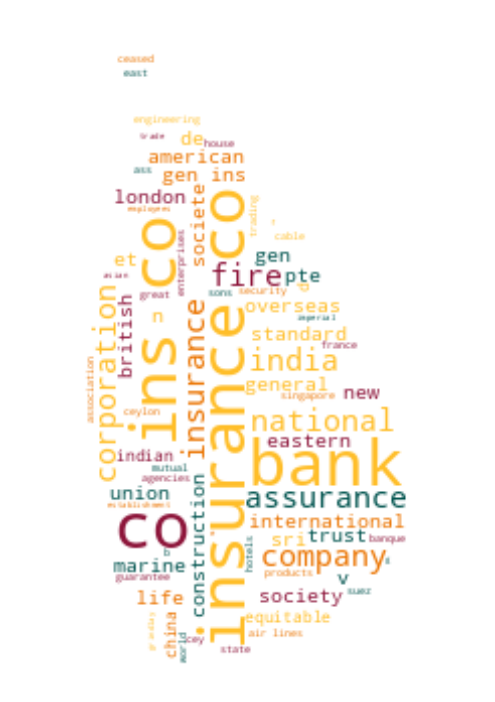 ceased
east
engineering
trade
de
house
american
ass
gen ins
london
employees
societe
trading
insurance co
ins co
enterprises
cable
et
gen
asian
fire
pte
great
sons
security
p
corporation
british
n
overseas
imperial
insurance
standard
france
india
association
general
singapore
new
ceylon
national
eastern
indian
bank
mutual
agencies
union
assurance
establishment
construction
co
international
sri
trust
banque
b
hotels
company
marine
guarantee
products
v
suez
life
society
china
equitable
air lines
cey
world
state